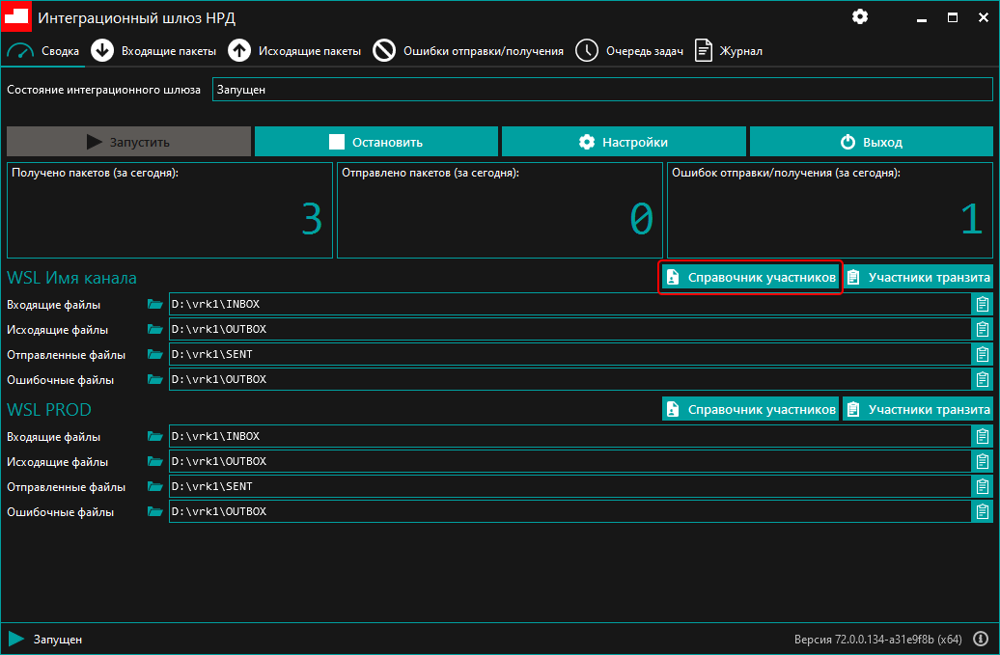 Интеграционный шлюз НРД
Сводка Входящие пакеты Исходящие пакеты Ошибки отправки/получения Очередь задач Журнал
Состояние интеграционного шлюза Запущен
Запустить Остановить Настройки Выход
Получено пакетов (за сегодня): Отправлено пакетов (за сегодня): Ошибок отправки/получения (за сегодня):
3 0 1
WSL Имя канала Справочник участников Участники транзита
Входящие файлы D:\vrk1\INBOX
Исходящие файлы D:\vrk1\OUTBOX
Отправленные файлы D:\vrk1\SENT
Ошибочные файлы D:\vrk1\OUTBOX
WSL PROD Справочник участников Участники транзита
Входящие файлы D:\vrk1\INBOX
Исходящие файлы D:\vrk1\OUTBOX
Отправленные файлы D:\vrk1\SENT
Ошибочные файлы D:\vrk1\OUTBOX
Запущен Версия 72.0.0.134-a31e9f8b (x64)